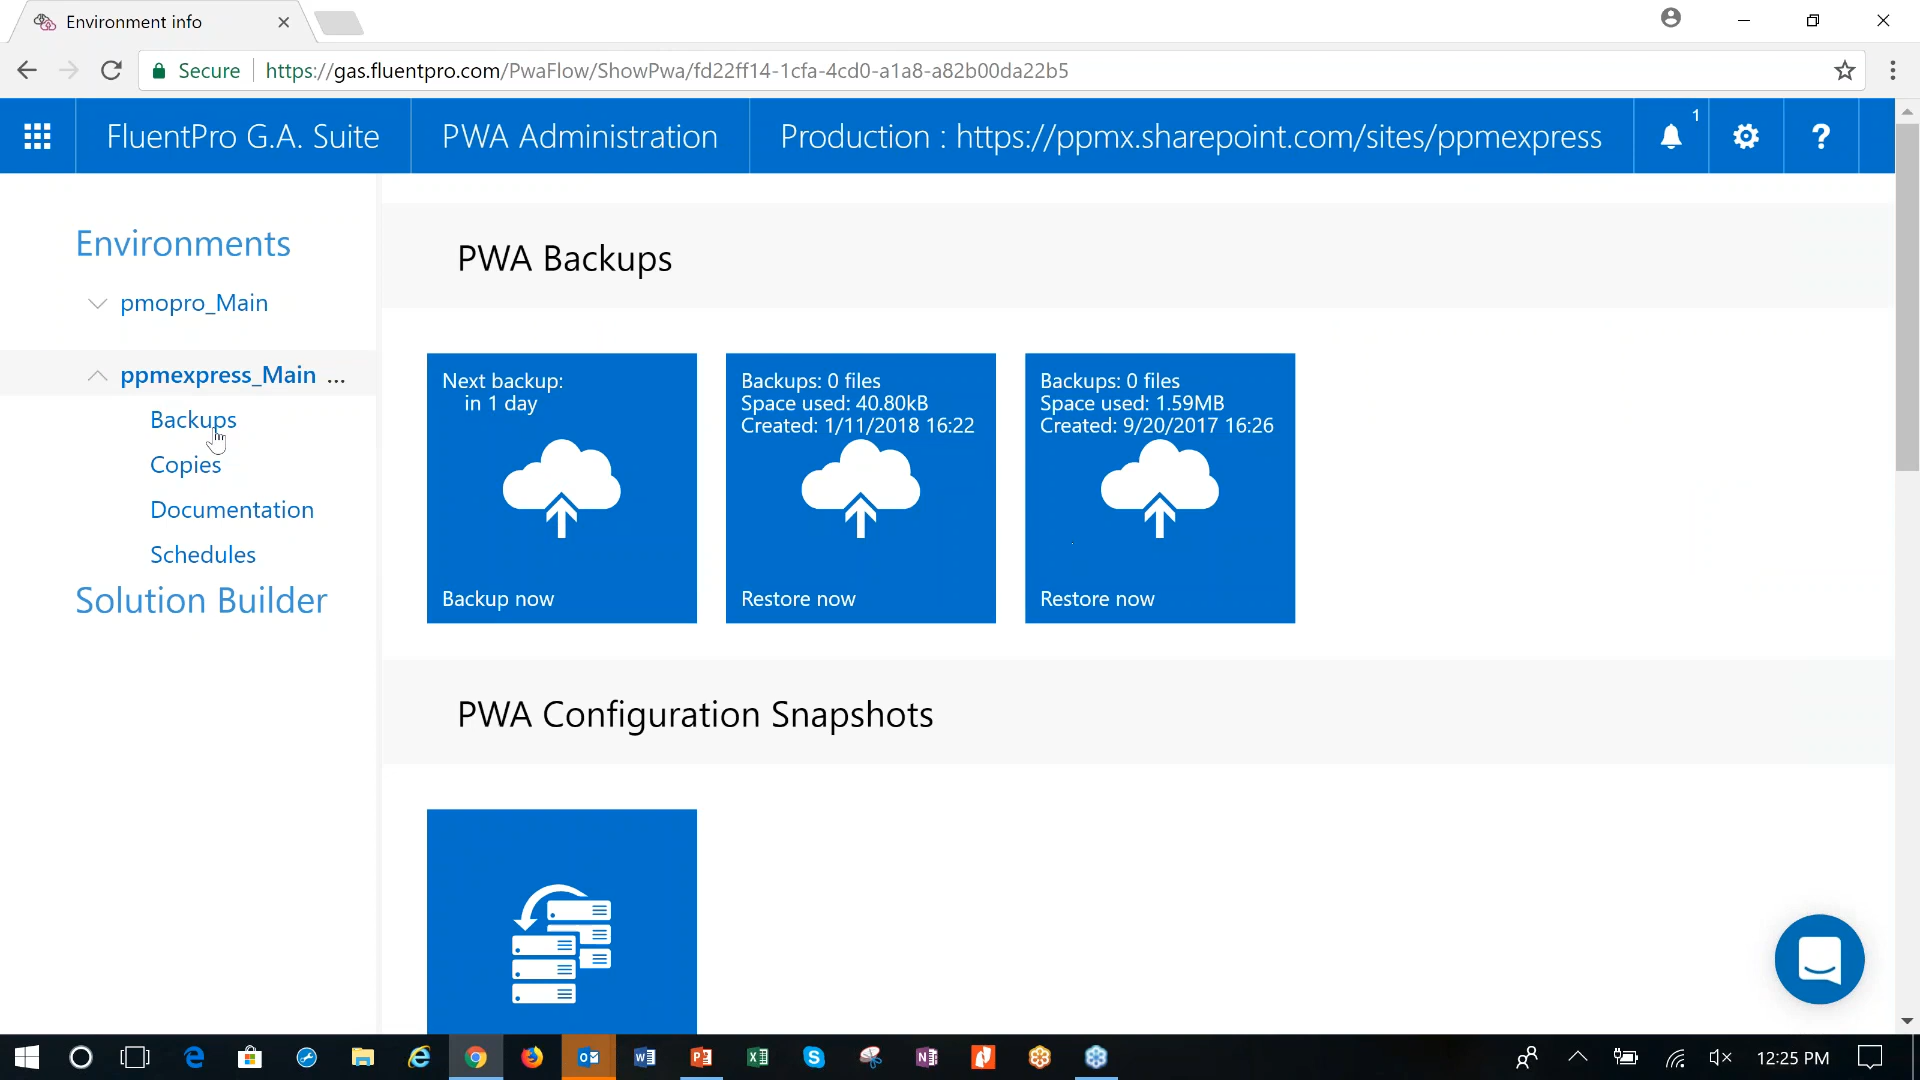 Environment info
Secure
https://gas.fluentpro.com/PwaFlow/ShowPwa/fd22ff14-1cfa-4cd0-a1a8-a82b00da22b5
FluentPro G.A. Suite
PWA Administration
Production : https://ppmx.sharepoint.com/sites/ppmexpress
1
?
Environments
pmopro_Main
ppmexpress_Main ...
Backups
Copies
Documentation
Schedules
Solution Builder
PWA Backups
Next backup:
in 1 day
Backup now
Backups: 0 files
Space used: 40.80kB
Created: 1/11/2018 16:22
Restore now
Backups: 0 files
Space used: 1.59MB
Created: 9/20/2017 16:26
Restore now
PWA Configuration Snapshots
12:25 PM